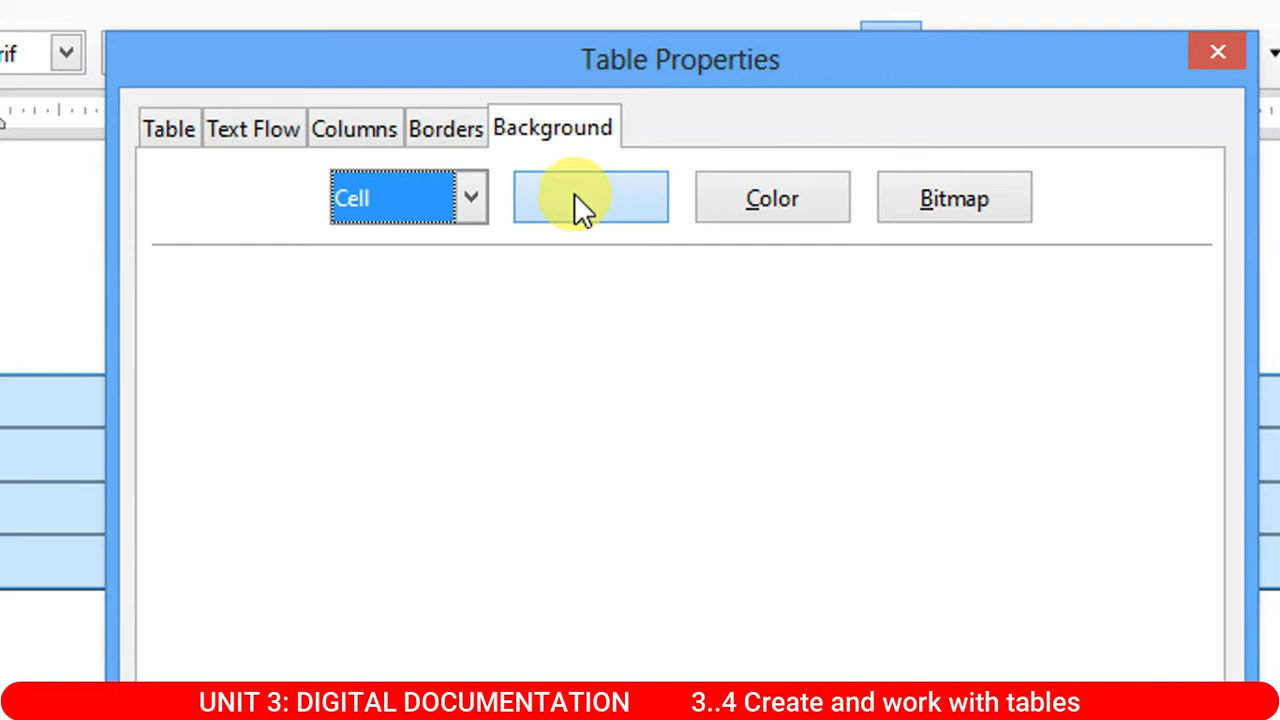 rif
Table Properties
Table Text Flow Columns Borders Background
Cell Color Bitmap
UNIT 3: DIGITAL DOCUMENTATION 3..4 Create and work with tables